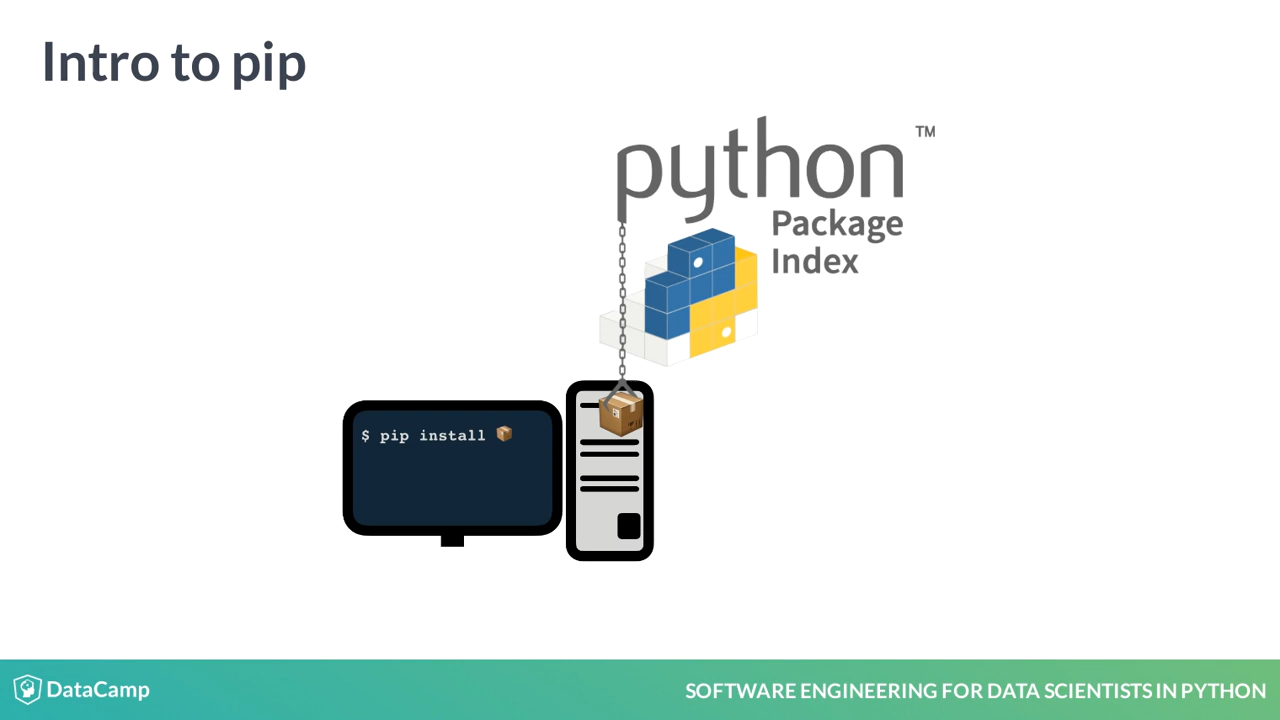 Intro to pip
python™
Package
Index
$ pip install 📦
DataCamp
SOFTWARE ENGINEERING FOR DATA SCIENTISTS IN PYTHON